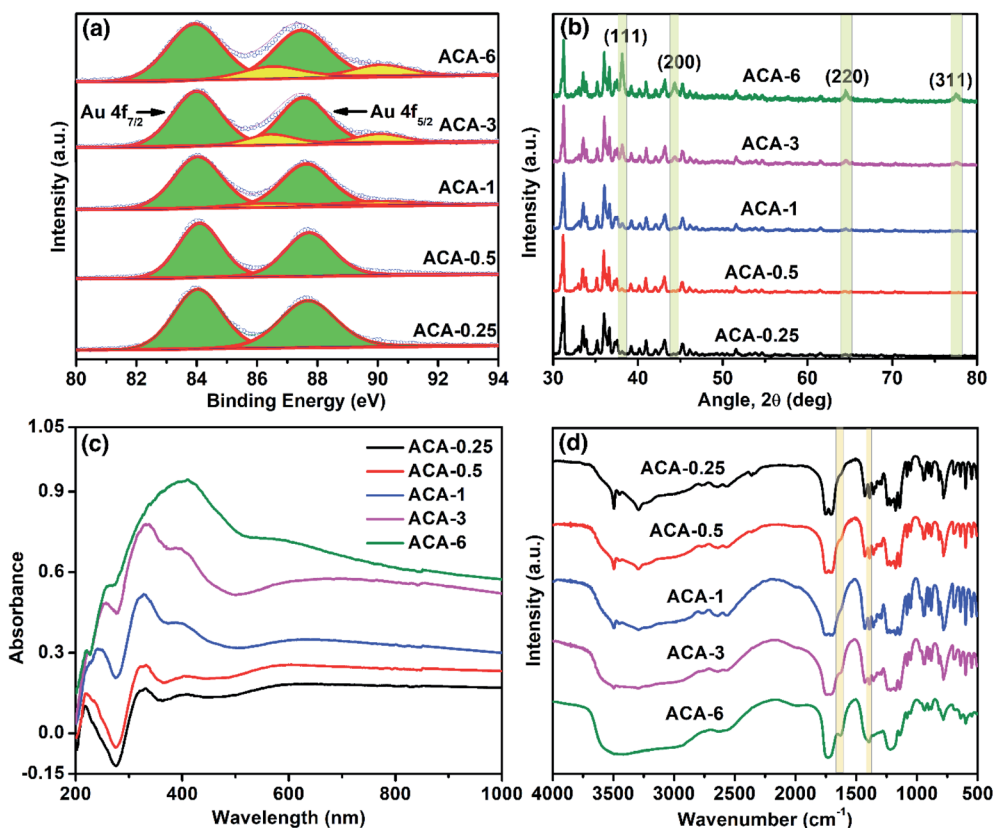 (a)
ACA-6
Au 4f7/2
Au 4f5/2
ACA-3
ACA-1
ACA-0.5
ACA-0.25
Intensity (a.u.)
80 82 84 86 88 90 92 94
Binding Energy (eV)
(b)
(111)
(200)
(220)
(311)
ACA-6
ACA-3
ACA-1
ACA-0.5
ACA-0.25
Intensity (a.u.)
30 40 50 60 70 80
Angle, 2θ (deg)
(c)
ACA-0.25
ACA-0.5
ACA-1
ACA-3
ACA-6
1.05
0.9
0.6
0.3
0.0
-0.15
Absorbance
200 400 600 800 1000
Wavelength (nm)
(d)
ACA-0.25
ACA-0.5
ACA-1
ACA-3
ACA-6
Intensity (a.u.)
4000 3500 3000 2500 2000 1500 1000 500
Wavenumber (cm⁻¹)